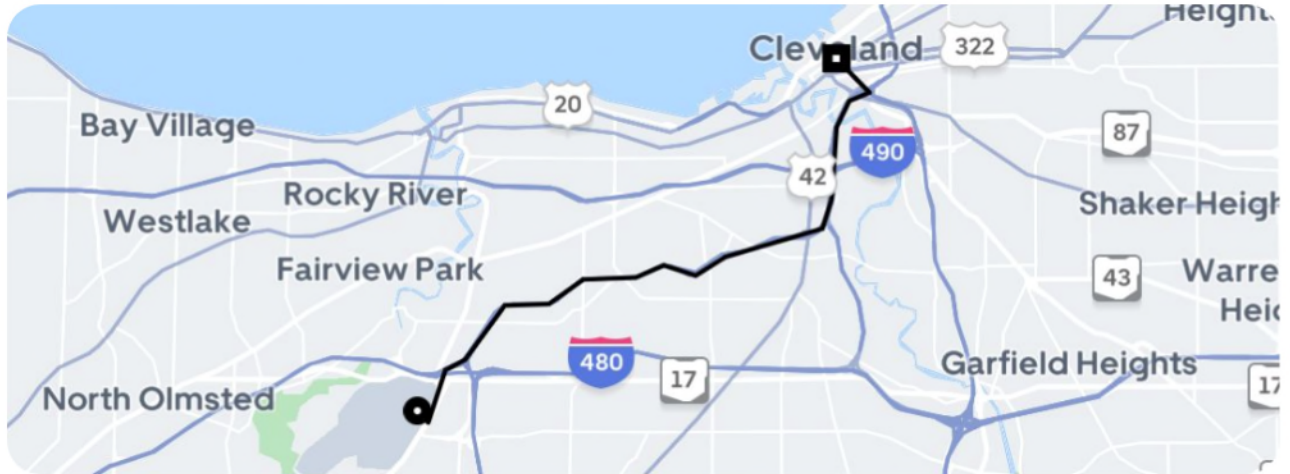 Heights
Cleveland
322
20
Bay Village
87
490
42
Rocky River
Shaker Heigh
Westlake
Fairview Park
43
Warre
Heig
480
Garfield Heights
17
North Olmsted
17